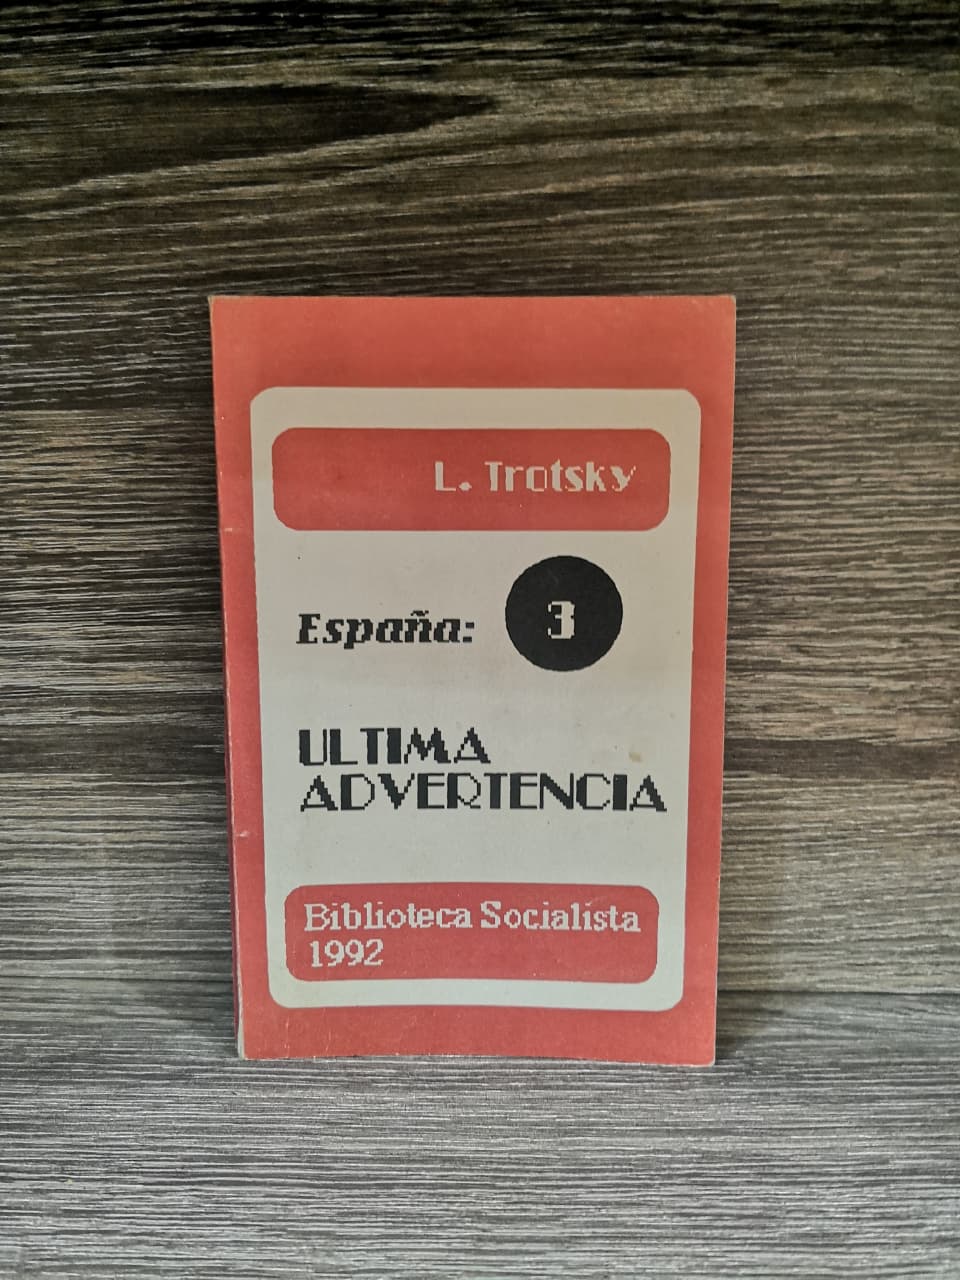 L. Trotsky
España: 3
ULTIMA
ADVERTENCIA
Biblioteca Socialista
1992